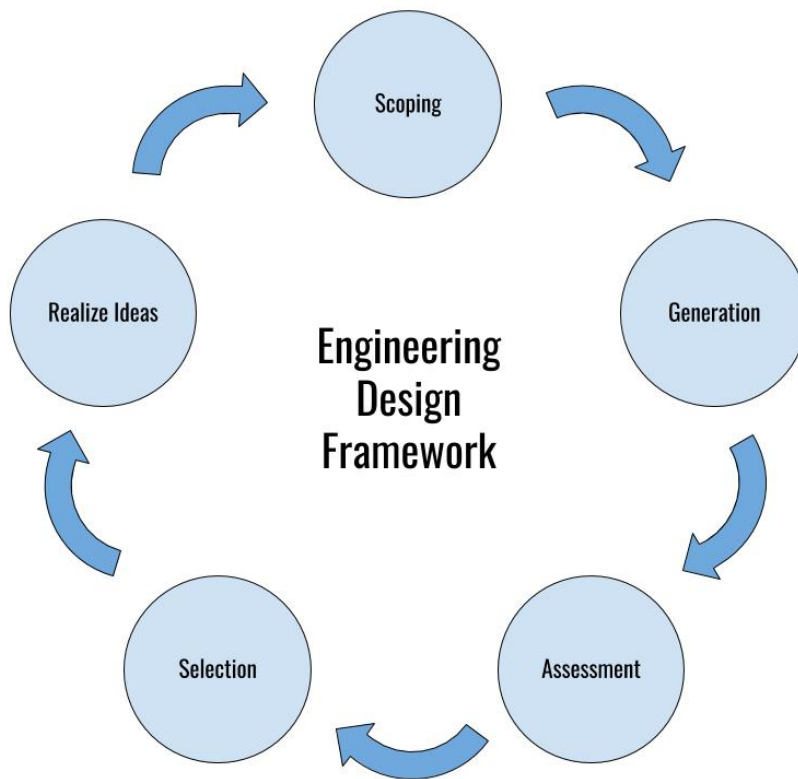 Scoping
Realize Ideas
Generation
Engineering
Design
Framework
Selection
Assessment